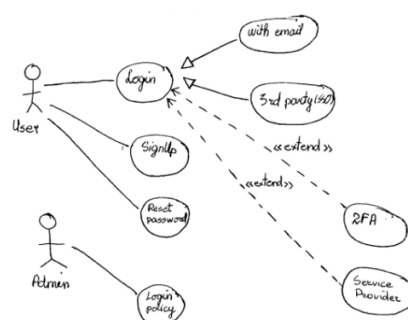 with email
Login
3rd party (SSO)
User
<<extend>>
SignUp
<<extend>>
Reset
password
2FA
Admin
Login
policy
Service
Provider